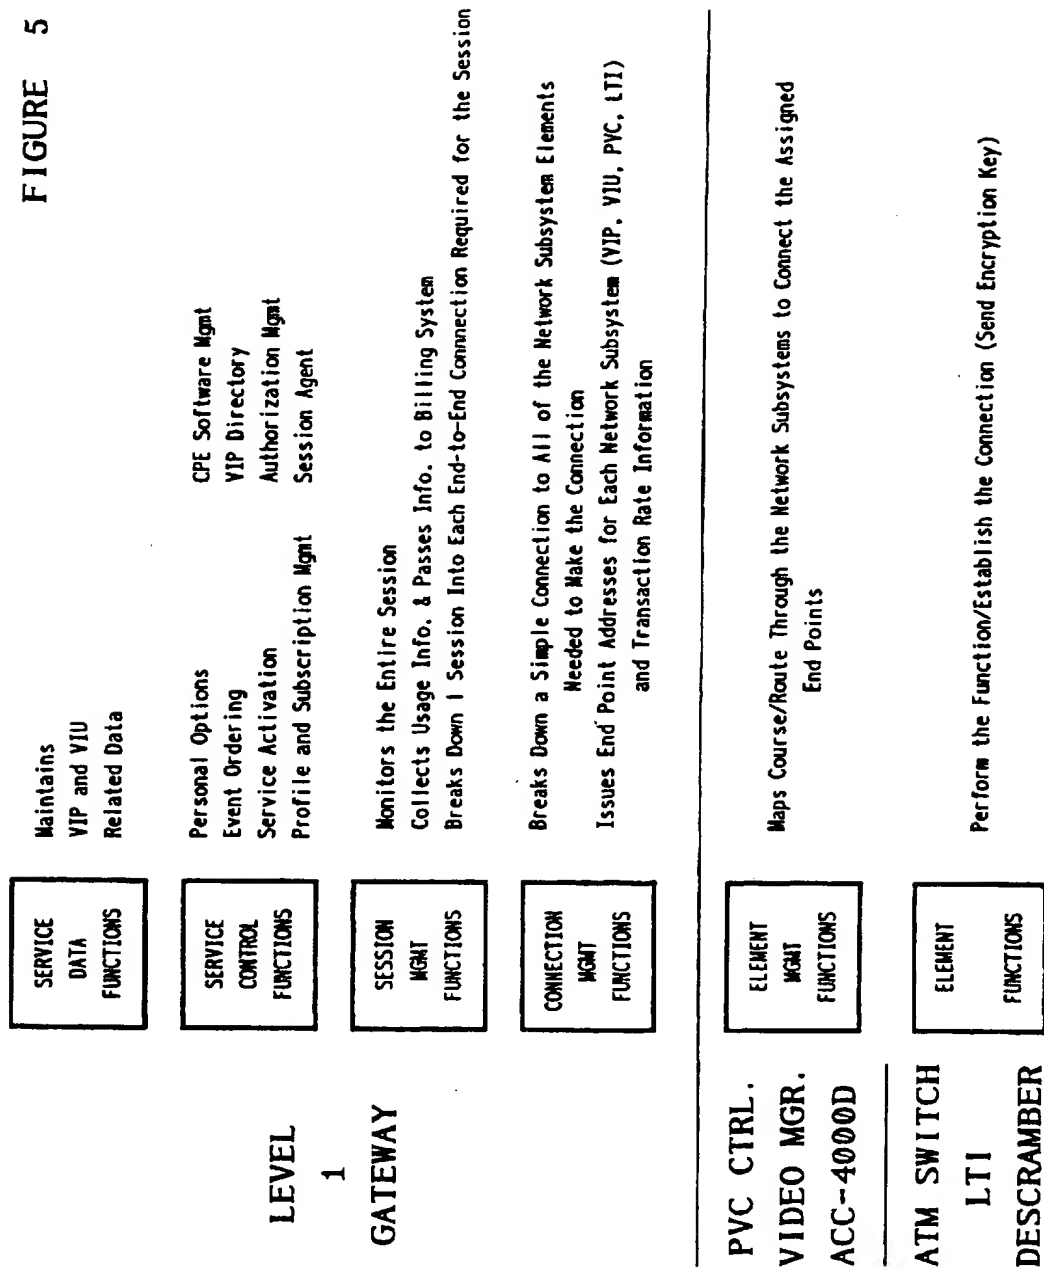 FIGURE 5
LEVEL
1
GATEWAY
SERVICE
DATA
FUNCTIONS
Maintains
VIP and VIU
Related Data
SERVICE
CONTROL
FUNCTIONS
Personal Options
Event Ordering
Service Activation
Profile and Subscription Mgmt
CPE Software Mgmt
VIP Directory
Authorization Mgmt
Session Agent
SESSION
MGMT
FUNCTIONS
Monitors the Entire Session
Collects Usage Info. & Passes Info. to Billing System
Breaks Down 1 Session Into Each End-to-End Connnection Required for the Session
CONNECTION
MGMT
FUNCTIONS
Breaks Down a Simple Connection to All of the Network Subsystem Elements
Needed to Make the Connection
Issues End Point Addresses for Each Network Subsystem (VIP, VIU, PVC, LTI)
and Transaction Rate Information
PVC CTRL.
VIDEO MGR.
ACC-4000D
ELEMENT
MGMT
FUNCTIONS
Maps Course/Route Through the Network Subsystems to Connect the Assigned
End Points
ATM SWITCH
LTI
DESCRAMBER
ELEMENT
FUNCTIONS
Perform the Function/Establish the Connection (Send Encryption Key)